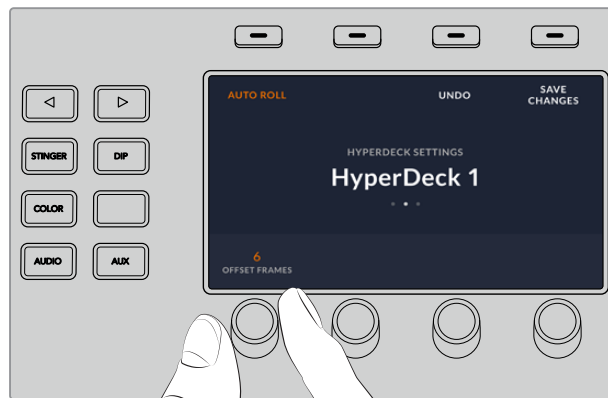 AUTO ROLL
UNDO
SAVE
CHANGES
HYPERDECK SETTINGS
HyperDeck 1
6
OFFSET FRAMES
STINGER
DIP
COLOR
AUDIO
AUX